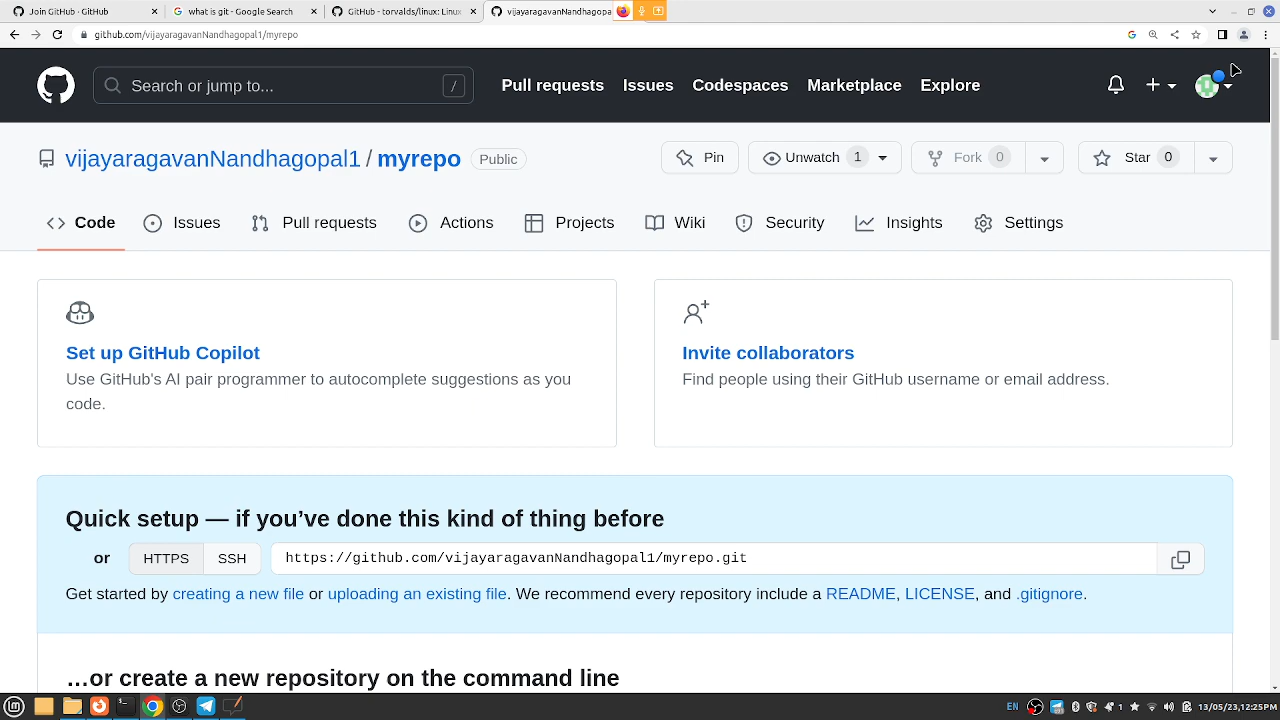 Join GitHub · GitHub
what is git - Google Search
GitHub - torvalds/linux: Linux
vijayaragavanNandhagopa
github.com/vijayaragavanNandhagopal1/myrepo
Search or jump to...
/
Pull requests Issues Codespaces Marketplace Explore
vijayaragavanNandhagopal1 / myrepo Public
Pin Unwatch 1 Fork 0 Star 0
Code Issues Pull requests Actions Projects Wiki Security Insights Settings
Set up GitHub Copilot
Use GitHub's AI pair programmer to autocomplete suggestions as you
code.
Invite collaborators
Find people using their GitHub username or email address.
Quick setup — if you’ve done this kind of thing before
or HTTPS SSH https://github.com/vijayaragavanNandhagopal1/myrepo.git
Get started by creating a new file or uploading an existing file. We recommend every repository include a README, LICENSE, and .gitignore.
…or create a new repository on the command line
EN 1 13/05/23, 12:25PM